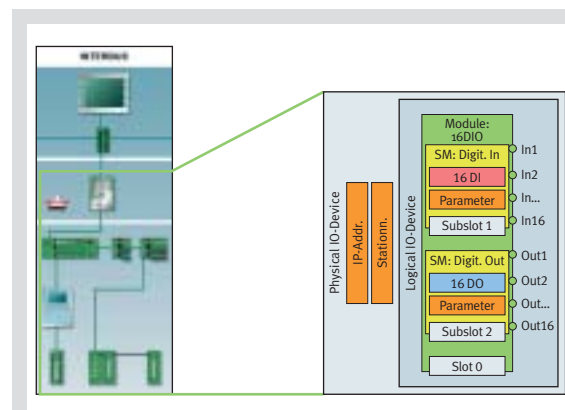 INTERBUS
Physical IO-Device
IP-Addr.
Stationn.
Logical IO-Device
Module:
16DIO
SM: Digit. In
16 DI
Parameter
Subslot 1
In1
In2
In...
In16
SM: Digit. Out
16 DO
Parameter
Subslot 2
Out1
Out2
Out...
Out16
Slot 0